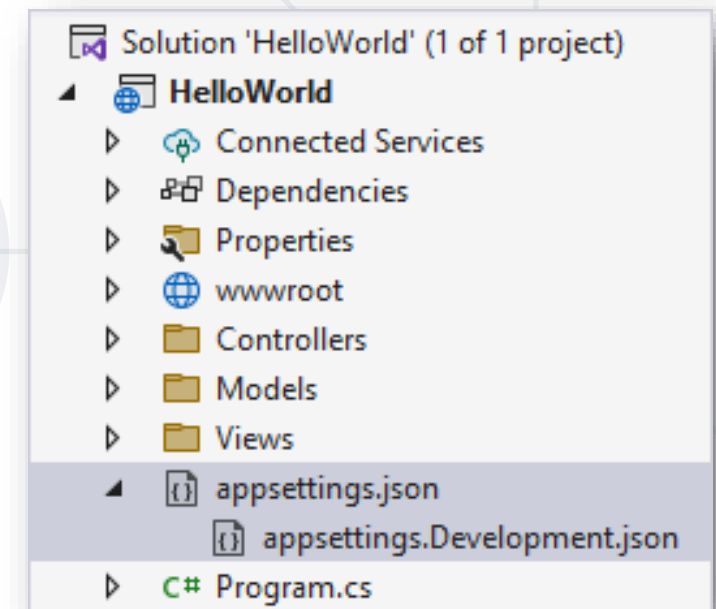 Solution 'HelloWorld' (1 of 1 project)
HelloWorld
Connected Services
Dependencies
Properties
wwwroot
Controllers
Models
Views
appsettings.json
appsettings.Development.json
C# Program.cs